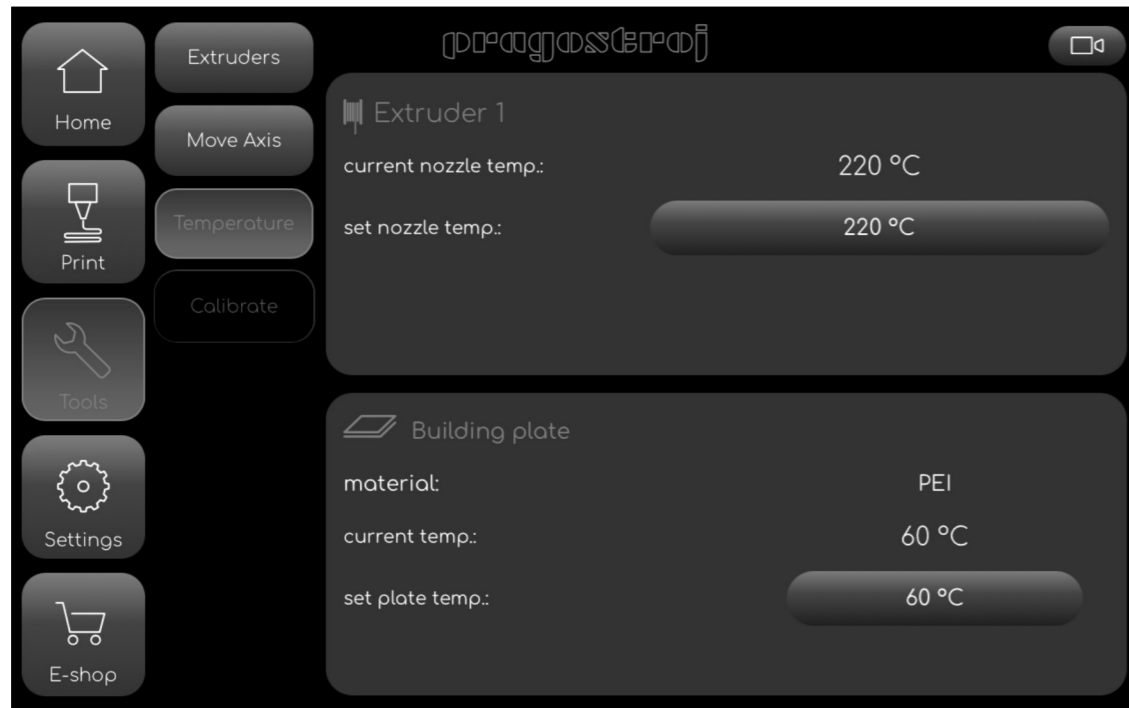 Home
Print
Tools
Settings
E-shop
Extruders
Move Axis
Temperature
Calibrate
pragostroj
Extruder 1
current nozzle temp.: 220 °C
set nozzle temp.: 220 °C
Building plate
material: PEI
current temp.: 60 °C
set plate temp.: 60 °C